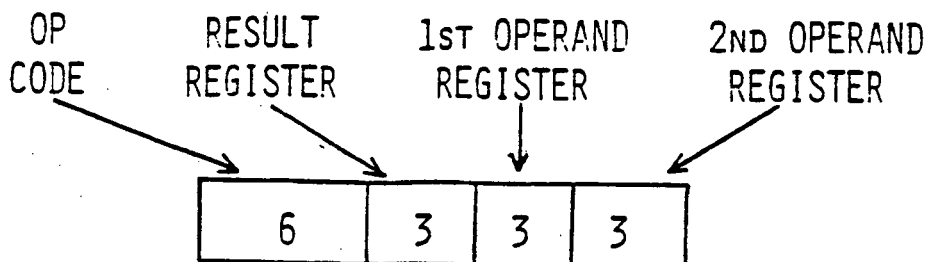 OP
CODE
RESULT
REGISTER
1ST OPERAND
REGISTER
2ND OPERAND
REGISTER
6 3 3 3